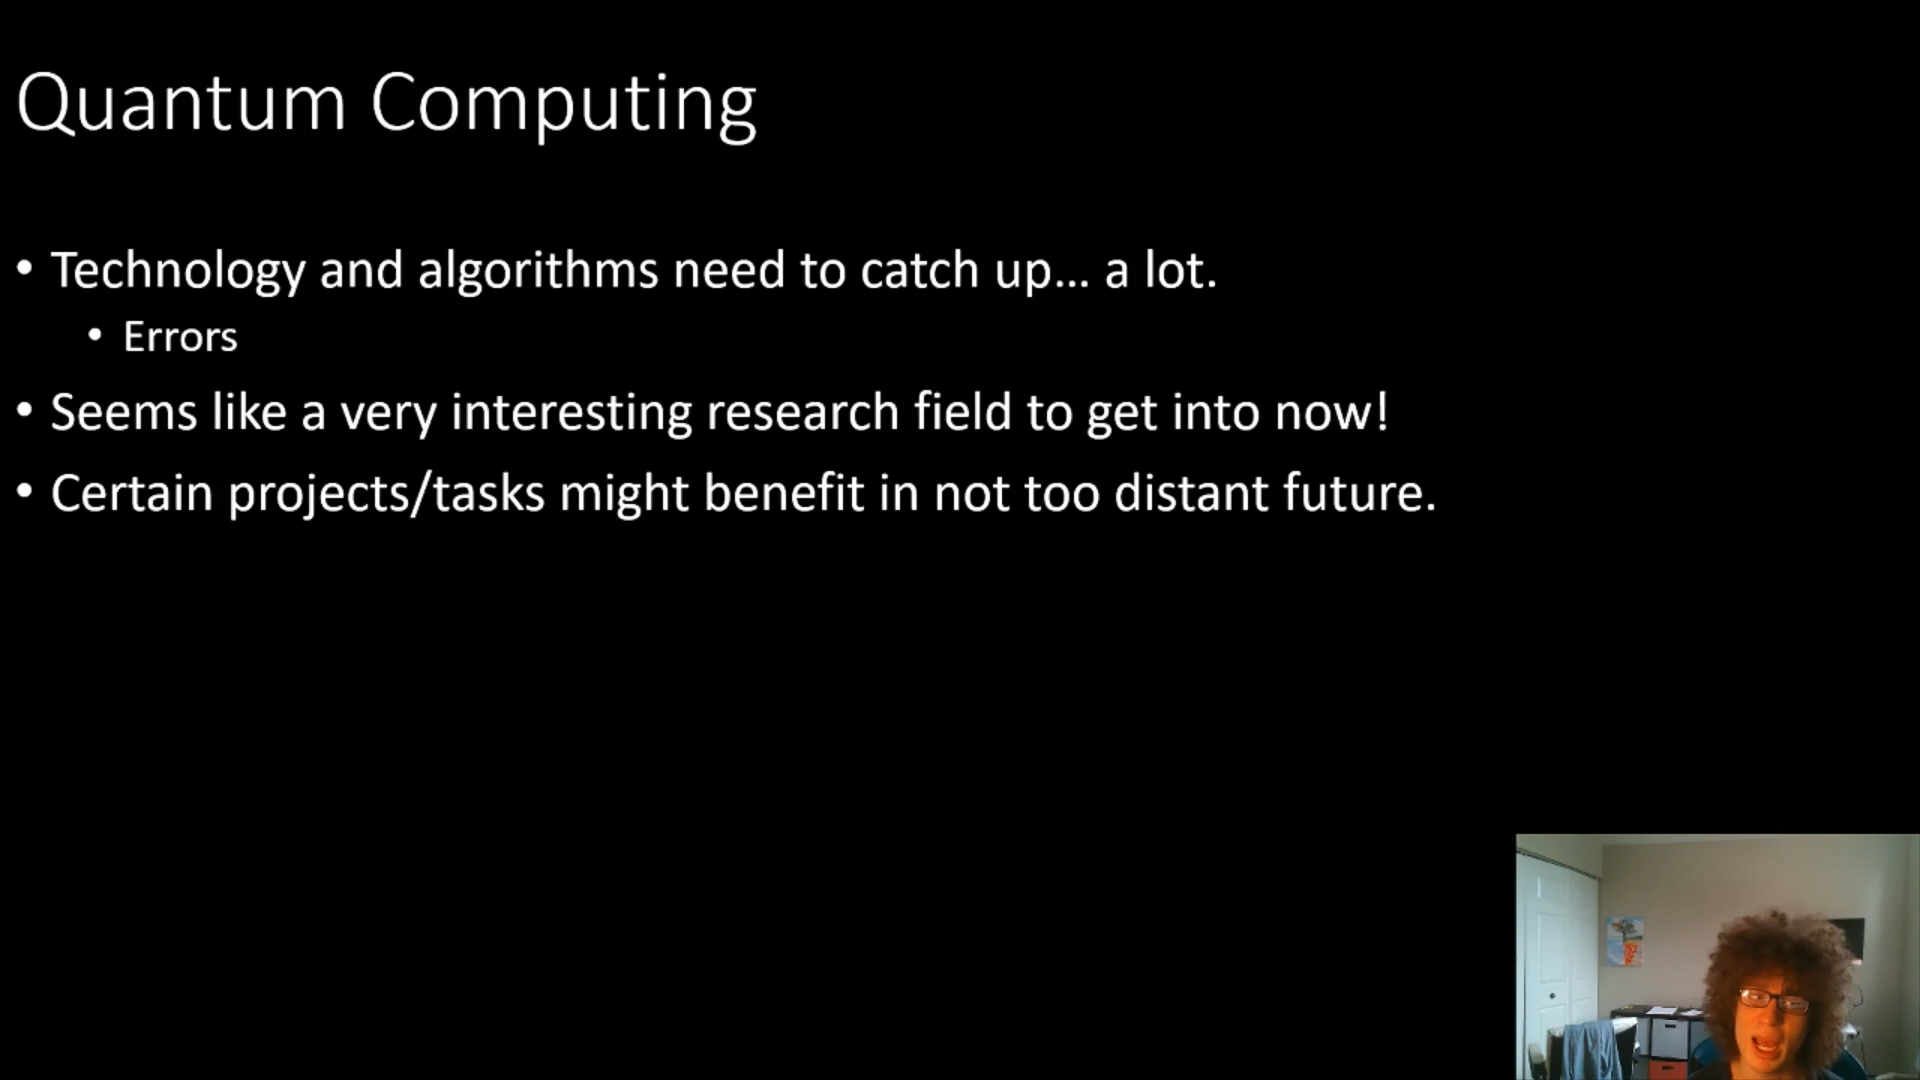 Quantum Computing
• Technology and algorithms need to catch up... a lot.
• Errors
• Seems like a very interesting research field to get into now!
• Certain projects/tasks might benefit in not too distant future.